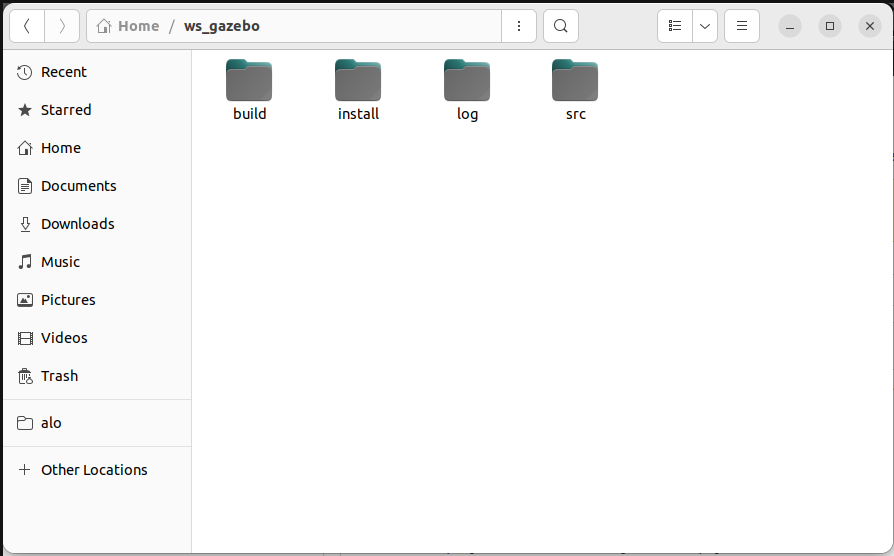 Home / ws_gazebo
Recent
Starred
Home
Documents
Downloads
Music
Pictures
Videos
Trash
alo
Other Locations
build install log src